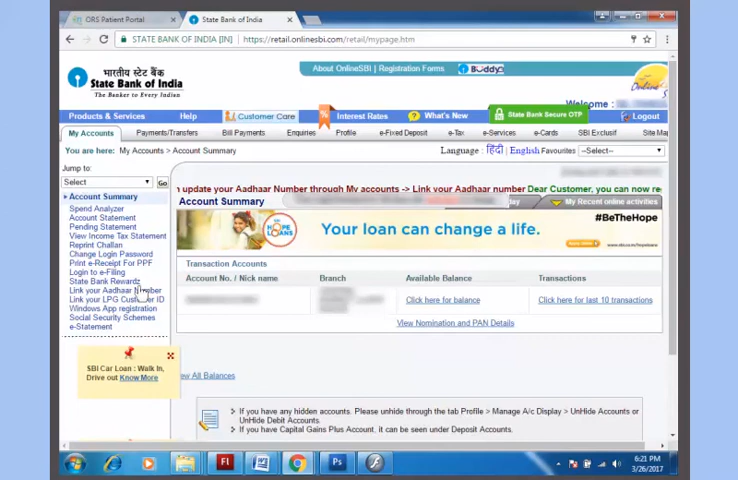 ORS Patient Portal
State Bank of India
STATE BANK OF INDIA [IN] https://retail.onlinesbi.com/retail/mypage.htm
भारतीय स्टेट बैंक
State Bank of India
The Banker to Every Indian
About OnlineSBI | Registration Forms
Buddy
Welcome :
Products & Services Help Customer Care Interest Rates What's New State Bank Secure OTP Logout
My Accounts Payments/Transfers Bill Payments Enquiries Profile e-Fixed Deposit e-Tax e-Services e-Cards SBI Exclusif Site Ma
You are here: My Accounts > Account Summary
Language : हिंदी English Favourites --Select--
Jump to:
Select Go
Account Summary
Spend Analyzer
Account Statement
Pending Statement
View Income Tax Statement
Reprint Challan
Change Login Password
Print e-Receipt For PPF
Login to e-Filing
State Bank Rewardz
Link your Aadhaar Number
Link your LPG Customer ID
Windows App registration
Social Security Schemes
e-Statement
SBI Car Loan : Walk In,
Drive out Know More
update your Aadhaar Number through My accounts -> Link your Aadhaar number Dear Customer, you can now re
Account Summary
day
My Recent online activities
HOPE
LOANS
Your loan can change a life.
#BeTheHope
Transaction Accounts
Account No. / Nick name Branch Available Balance Transactions
Click here for balance Click here for last 10 transactions
View Nomination and PAN Details
ew All Balances
> If you have any hidden accounts. Please unhide through the tab Profile > Manage A/c Display > UnHide Accounts or
UnHide Debit Accounts.
> If you have Capital Gains Plus Account, it can be seen under Deposit Accounts.
Fl
W
Ps
6:21 PM
3/26/2017